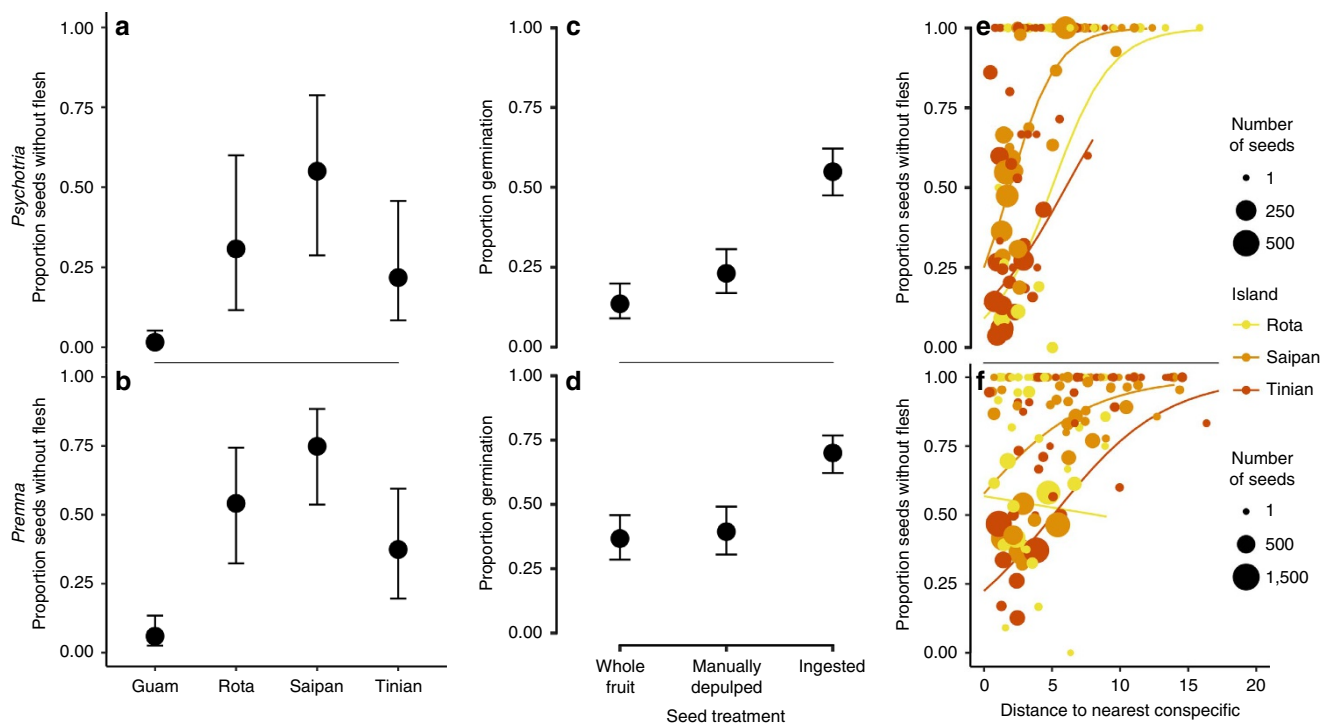 a
1.00
0.75
0.50
0.25
0.00
Psychotria
Proportion seeds without flesh
b
1.00
0.75
0.50
0.25
0.00
Premna
Proportion seeds without flesh
Guam
Rota
Saipan
Tinian
c
1.00
0.75
0.50
0.25
0.00
Proportion germination
d
1.00
0.75
0.50
0.25
0.00
Proportion germination
Whole
fruit
Manually
depulped
Ingested
Seed treatment
e
1.00
0.75
0.50
0.25
0.00
Proportion seeds without flesh
f
1.00
0.75
0.50
0.25
0.00
Proportion seeds without flesh
0
5
10
15
20
Distance to nearest conspecific
Number
of seeds
1
250
500
Island
Rota
Saipan
Tinian
Number
of seeds
1
500
1,500